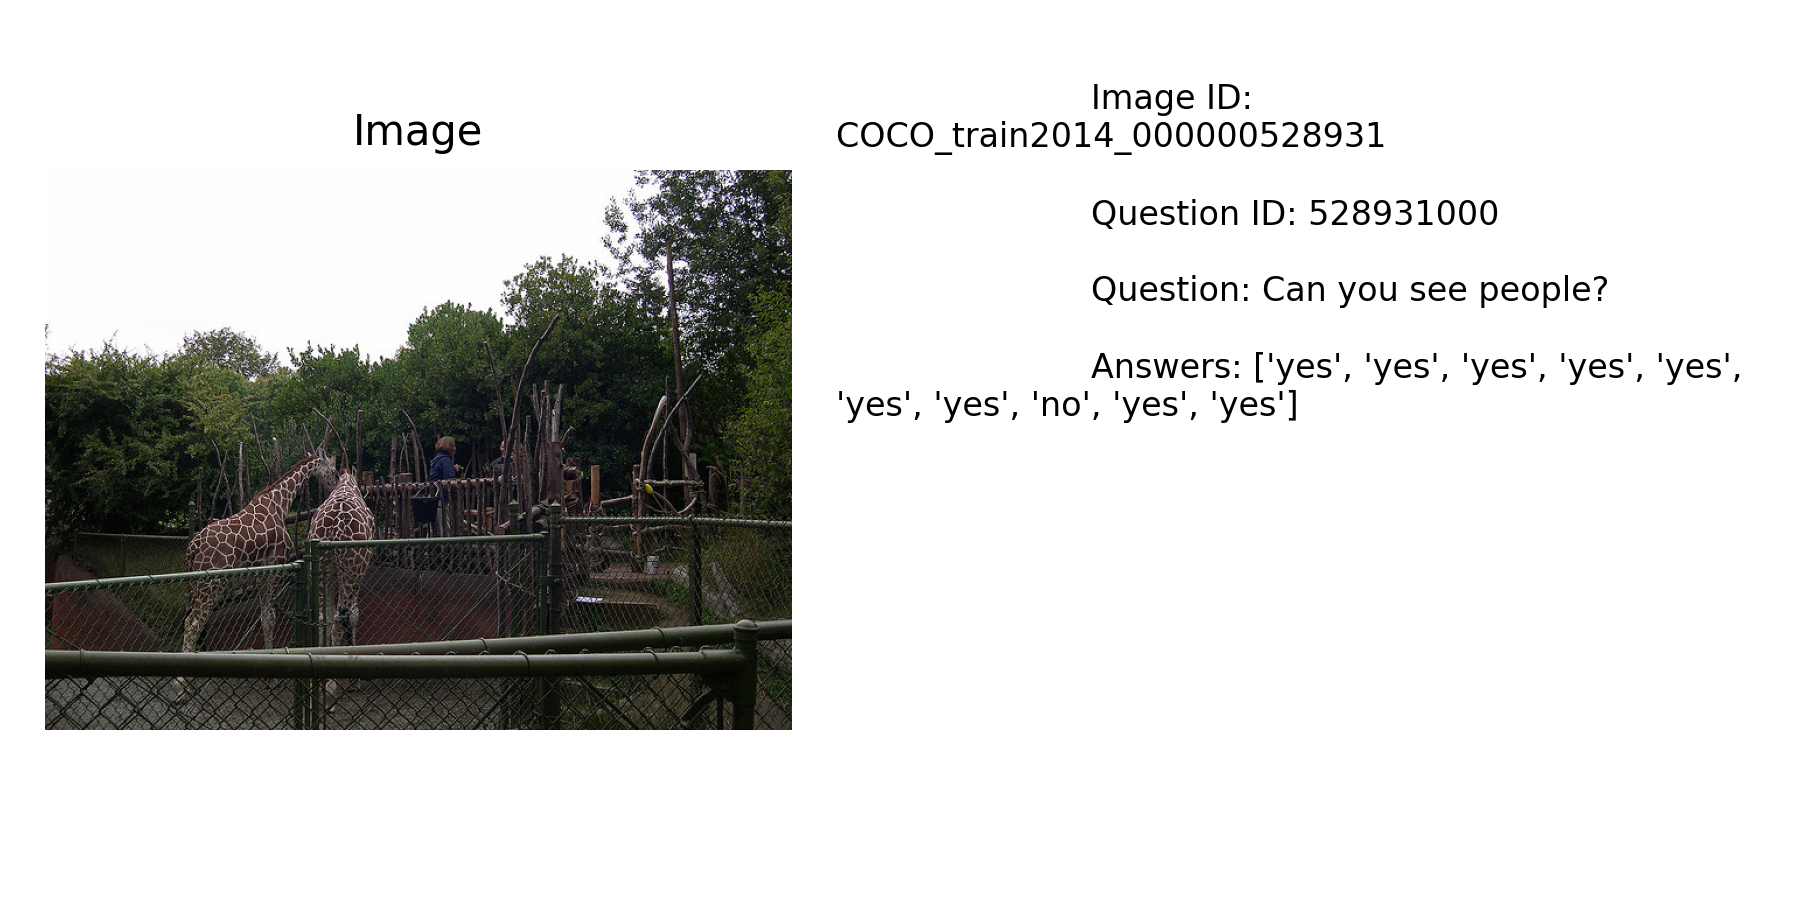 Image
Image ID:
COCO_train2014_000000528931
Question ID: 528931000
Question: Can you see people?
Answers: ['yes', 'yes', 'yes', 'yes', 'yes',
'yes', 'yes', 'no', 'yes', 'yes']